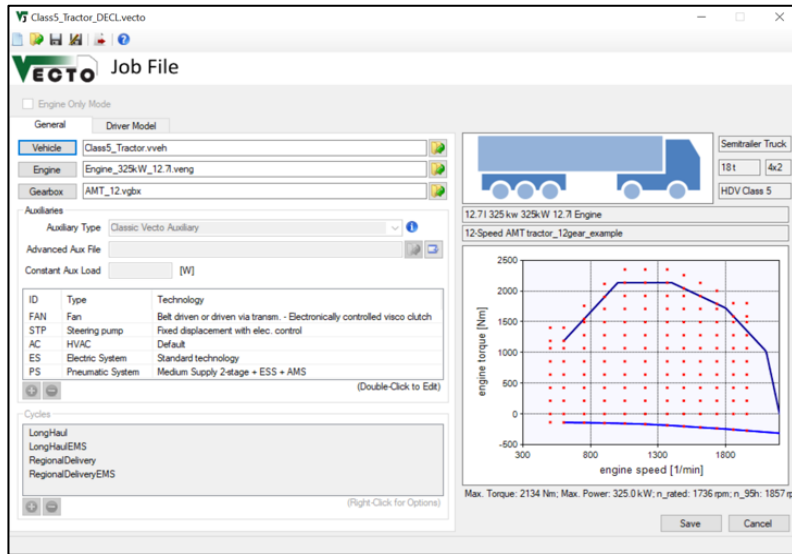 Class5_Tractor_DECL.vecto
VECTO Job File
Engine Only Mode
General Driver Model
Vehicle Class5_Tractor.vveh
Engine Engine_325kW_12.7l.veng
Gearbox AMT_12.vgbx
Auxiliaries
Auxiliary Type Classic Vecto Auxiliary
Advanced Aux File
Constant Aux Load [W]
ID Type Technology
FAN Fan Belt driven or driven via transm. - Electronically controlled visco clutch
STP Steering pump Fixed displacement with elec. control
AC HVAC Default
ES Electric System Standard technology
PS Pneumatic System Medium Supply 2-stage + ESS + AMS
(Double-Click to Edit)
Cycles
LongHaul
LongHaulEMS
RegionalDelivery
RegionalDeliveryEMS
(Right-Click for Options)
Semitrailer Truck
18 t 4x2
HDV Class 5
12.7 l 325 kw 325kW 12.7l Engine
12-Speed AMT tractor_12gear_example
engine torque [Nm]
2500
2000
1500
1000
500
0
-500
300 800 1300 1800
engine speed [1/min]
Max. Torque: 2134 Nm; Max. Power: 325.0 kW; n_rated: 1736 rpm; n_95h: 1857 rp
Save Cancel